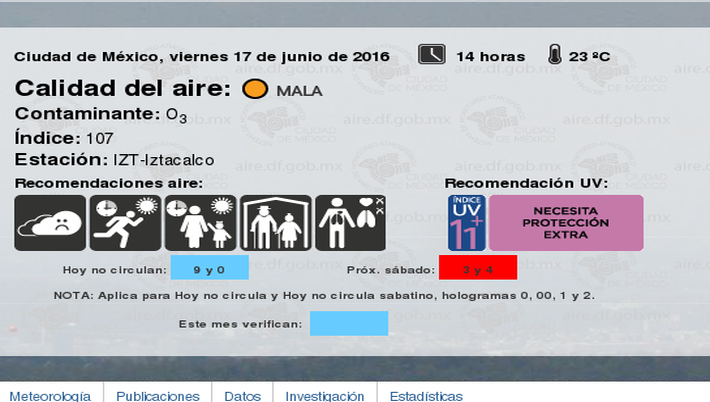 Ciudad de México, viernes 17 de junio de 2016 14 horas 23 ºC
Calidad del aire: MALA
Contaminante: O3
Índice: 107
Estación: IZT-Iztacalco
Recomendaciones aire: Recomendación UV:
ÍNDICE
UV
11+
NECESITA
PROTECCIÓN
EXTRA
Hoy no circulan: 9 y 0 Próx. sábado: 3 y 4
NOTA: Aplica para Hoy no circula y Hoy no circula sabatino, hologramas 0, 00, 1 y 2.
Este mes verifican:
Meteorología Publicaciones Datos Investigación Estadísticas
aire.df.gob.mx
CIUDAD
DE MÉXICO